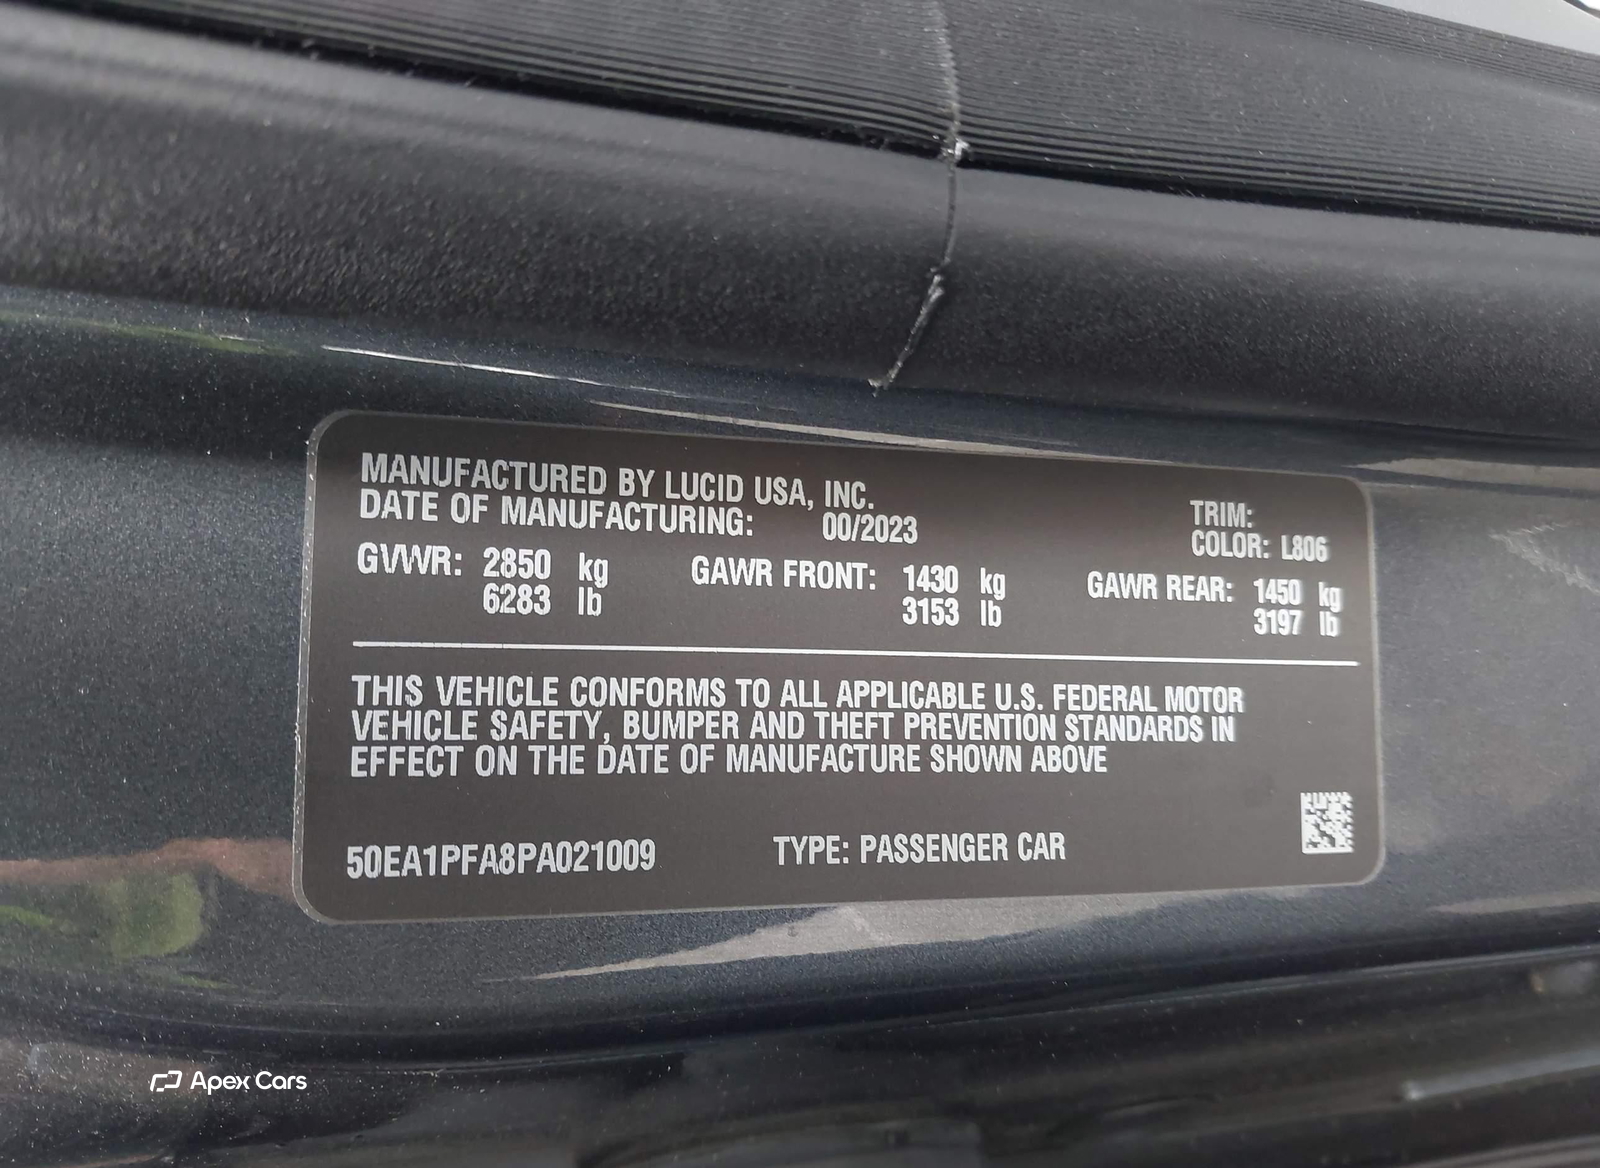 MANUFACTURED BY LUCID USA, INC.
DATE OF MANUFACTURING: 00/2023
TRIM:
COLOR: L806
GVWR: 2850 kg GAWR FRONT: 1430 kg GAWR REAR: 1450 kg
6283 lb 3153 lb 3197 lb
THIS VEHICLE CONFORMS TO ALL APPLICABLE U.S. FEDERAL MOTOR
VEHICLE SAFETY, BUMPER AND THEFT PREVENTION STANDARDS IN
EFFECT ON THE DATE OF MANUFACTURE SHOWN ABOVE
50EA1PFA8PA021009 TYPE: PASSENGER CAR
Apex Cars